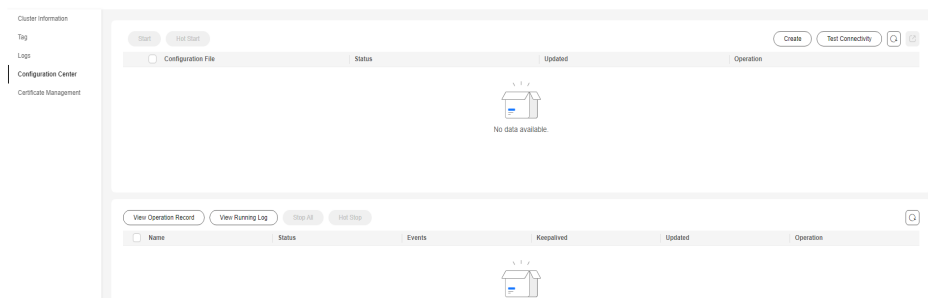 Cluster Information
Tag
Logs
Configuration Center
Certificate Management
Start Hot Start Create Test Connectivity
Configuration File Status Updated Operation
No data available.
View Operation Record View Running Log Stop All Hot Stop
Name Status Events Keepalived Updated Operation